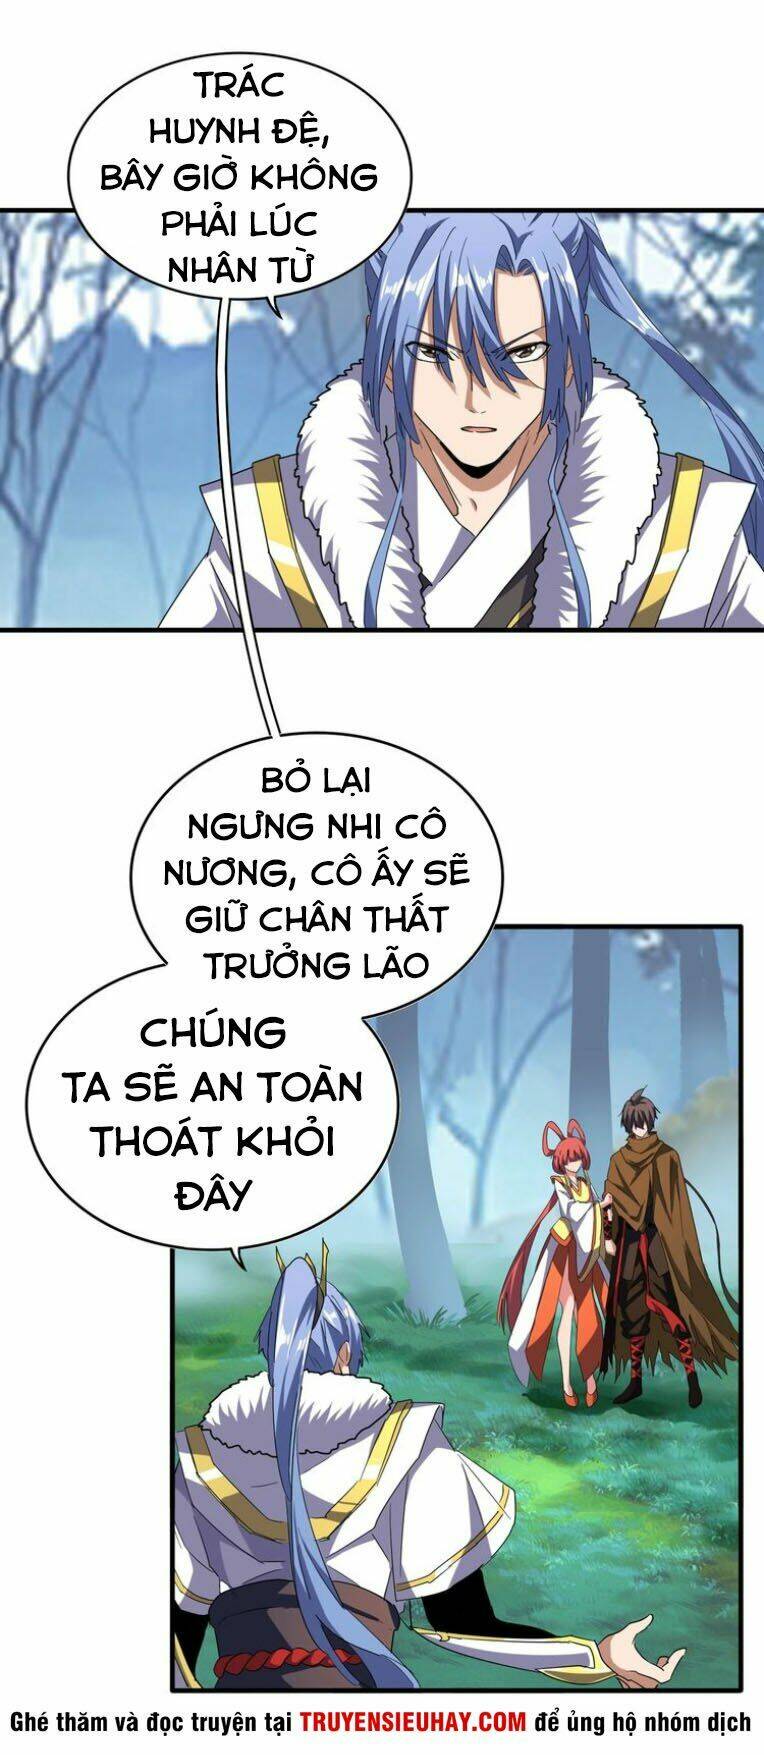 TRÁC
HUYNH ĐỆ,
BÂY GIỜ KHÔNG
PHẢI LÚC
NHÂN TỪ
BỎ LẠI
NGƯNG NHI CÔ
NƯƠNG, CÔ ẤY SẼ
GIỮ CHÂN THẤT
TRƯỞNG LÃO
CHÚNG
TA SẼ AN TOÀN
THOÁT KHỎI
ĐÂY
Ghé thăm và đọc truyện tại TRUYENSIEUHAY.COM để ủng hộ nhóm dịch